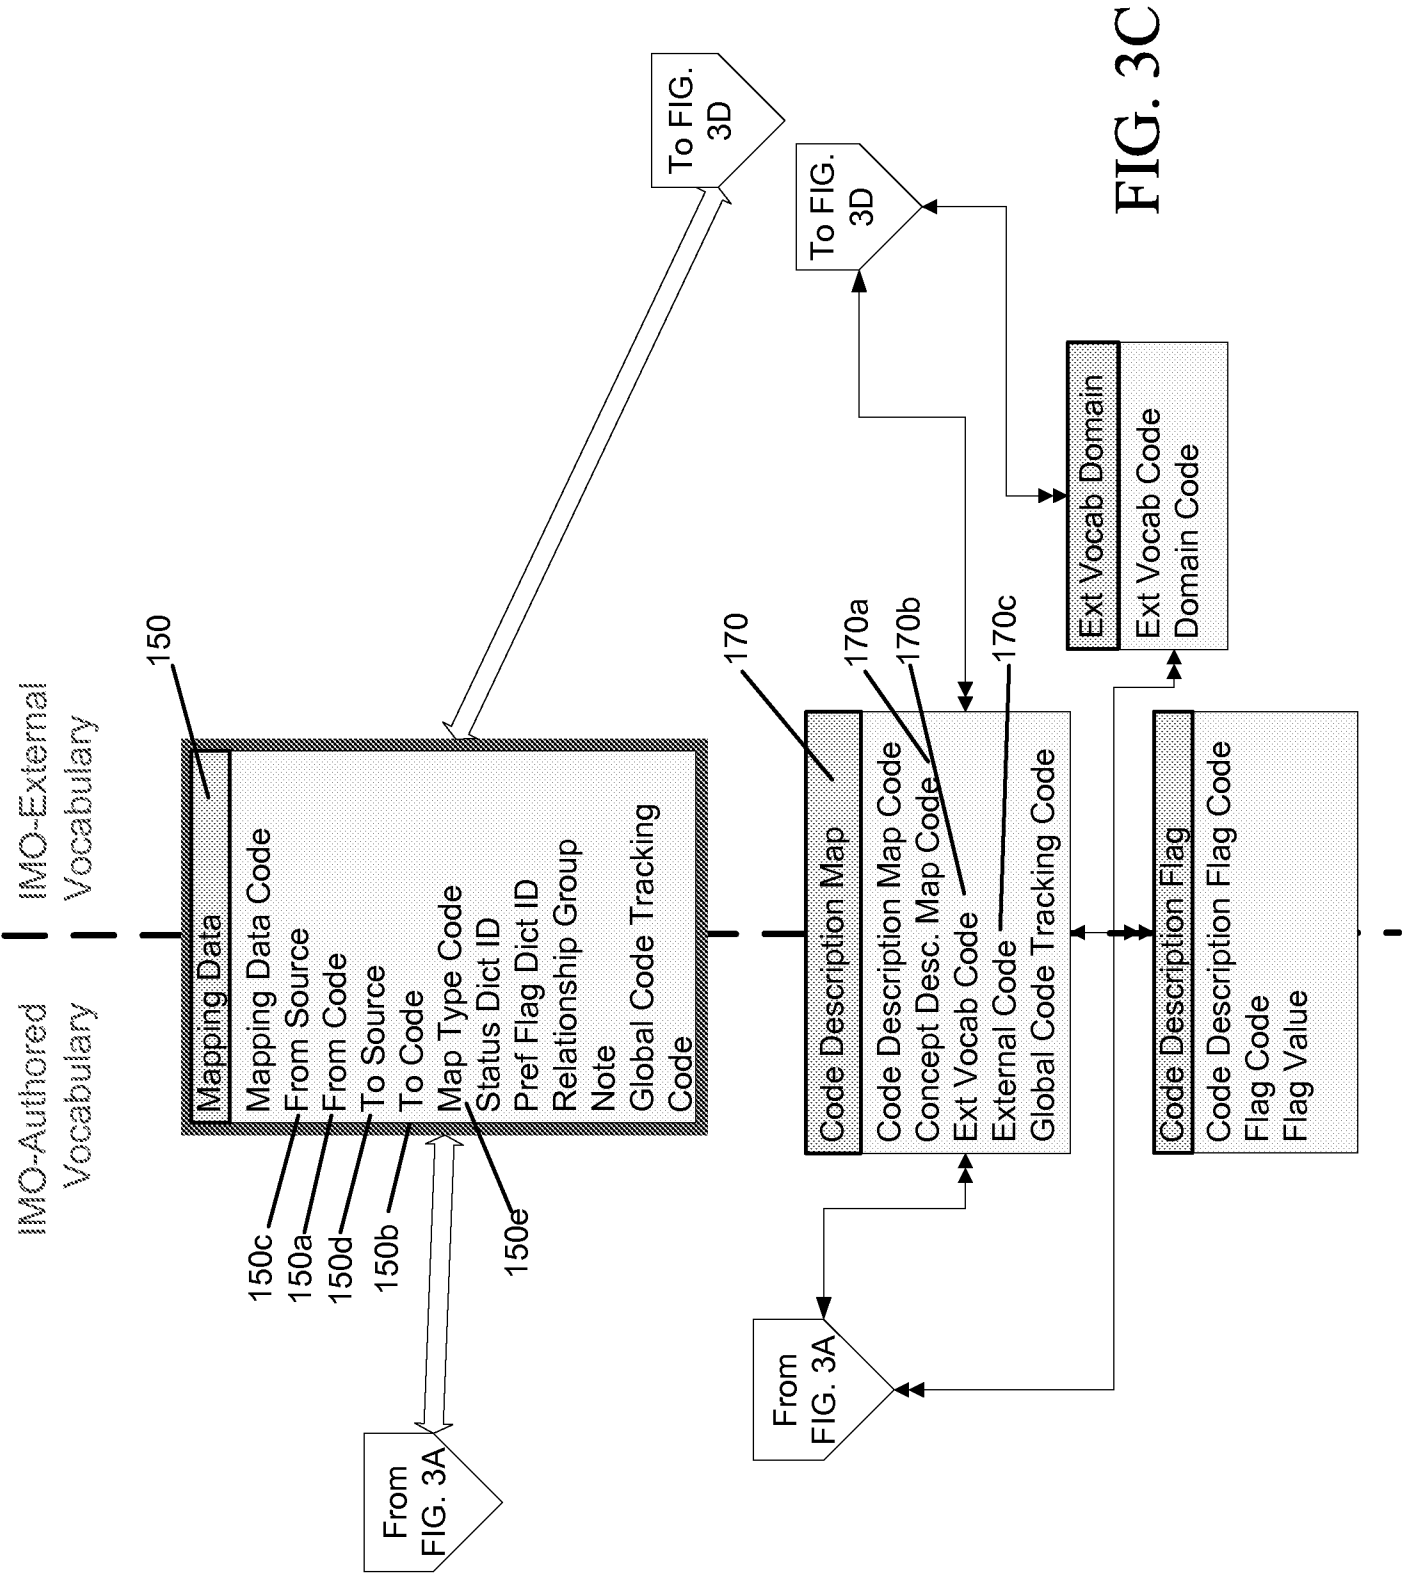 IMO-Authored
Vocabulary
IMO-External
Vocabulary
150
Mapping Data
Mapping Data Code
From Source
From Code
To Source
To Code
Map Type Code
Status Dict ID
Pref Flag Dict ID
Relationship Group
Note
Global Code Tracking
Code
150c
150a
150d
150b
150e
From
FIG. 3A
To FIG.
3D
170
Code Description Map
Code Description Map Code
Concept Desc. Map Code
Ext Vocab Code
External Code
Global Code Tracking Code
170a
170b
170c
From
FIG. 3A
To FIG.
3D
Ext Vocab Domain
Ext Vocab Code
Domain Code
Code Description Flag
Code Description Flag Code
Flag Code
Flag Value
FIG. 3C